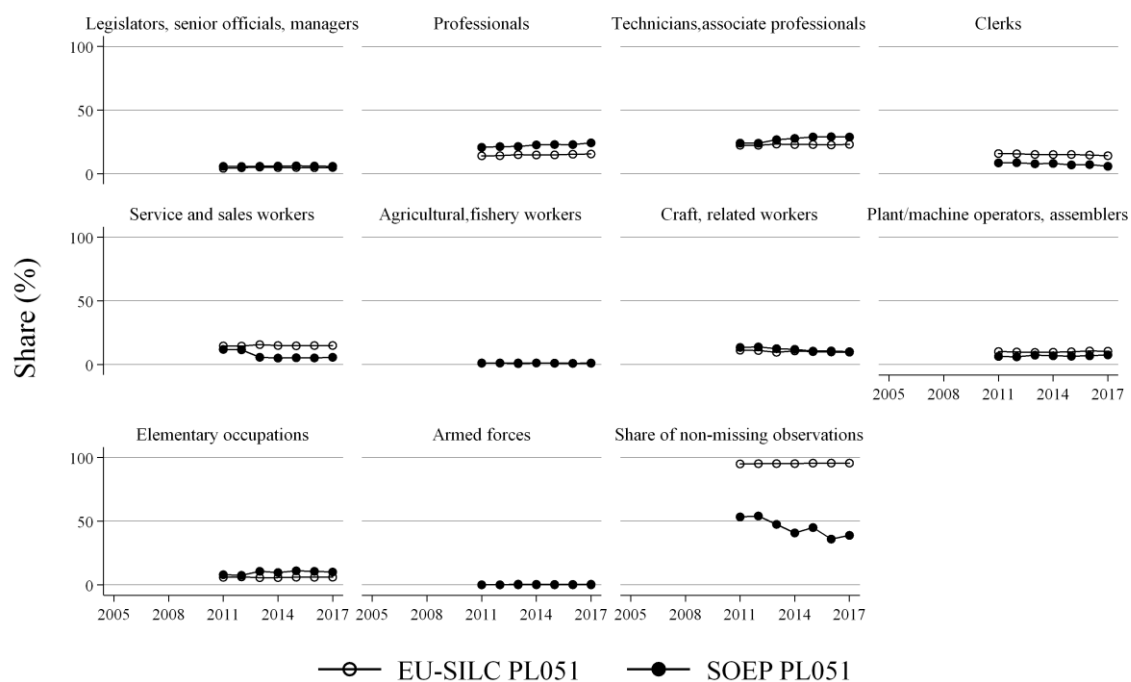 Legislators, senior officials, managers
Professionals
Technicians,associate professionals
Clerks
100
50
0
Service and sales workers
Agricultural,fishery workers
Craft, related workers
Plant/machine operators, assemblers
100
50
0
2005 2008 2011 2014 2017
Elementary occupations
Armed forces
Share of non-missing observations
100
50
0
2005 2008 2011 2014 2017
2005 2008 2011 2014 2017
2005 2008 2011 2014 2017
Share (%)
EU-SILC PL051
SOEP PL051